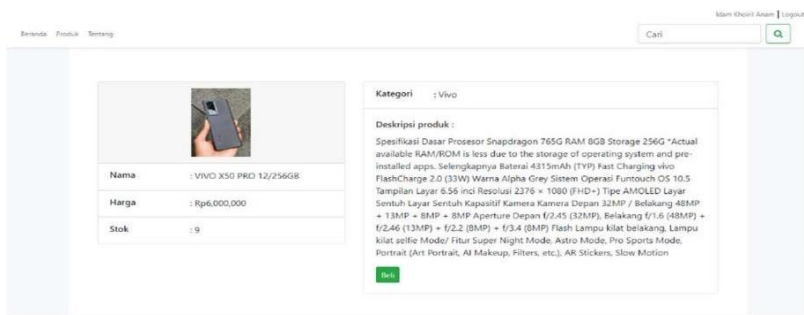 Idam Khoiril Anam | Logout
Beranda Produk Tentang
Cari
Nama : VIVO X50 PRO 12/256GB
Harga : Rp6,000,000
Stok : 9
Kategori : Vivo
Deskripsi produk :
Spesifikasi Dasar Prosesor Snapdragon 765G RAM 8GB Storage 256G *Actual
available RAM/ROM is less due to the storage of operating system and pre-
installed apps. Selengkapnya Baterai 4315mAh (TYP) Fast Charging vivo
FlashCharge 2.0 (33W) Warna Alpha Grey Sistem Operasi Funtouch OS 10.5
Tampilan Layar 6.56 inci Resolusi 2376 × 1080 (FHD+) Tipe AMOLED Layar
Sentuh Layar Sentuh Kapasitif Kamera Kamera Depan 32MP / Belakang 48MP
+ 13MP + 8MP + 8MP Aperture Depan f/2.45 (32MP), Belakang f/1.6 (48MP) +
f/2.46 (13MP) + f/2.2 (8MP) + f/3.4 (8MP) Flash Lampu kilat belakang, Lampu
kilat selfie Mode/ Fitur Super Night Mode, Astro Mode, Pro Sports Mode,
Portrait (Art Portrait, AI Makeup, Filters, etc.), AR Stickers, Slow Motion
Beli